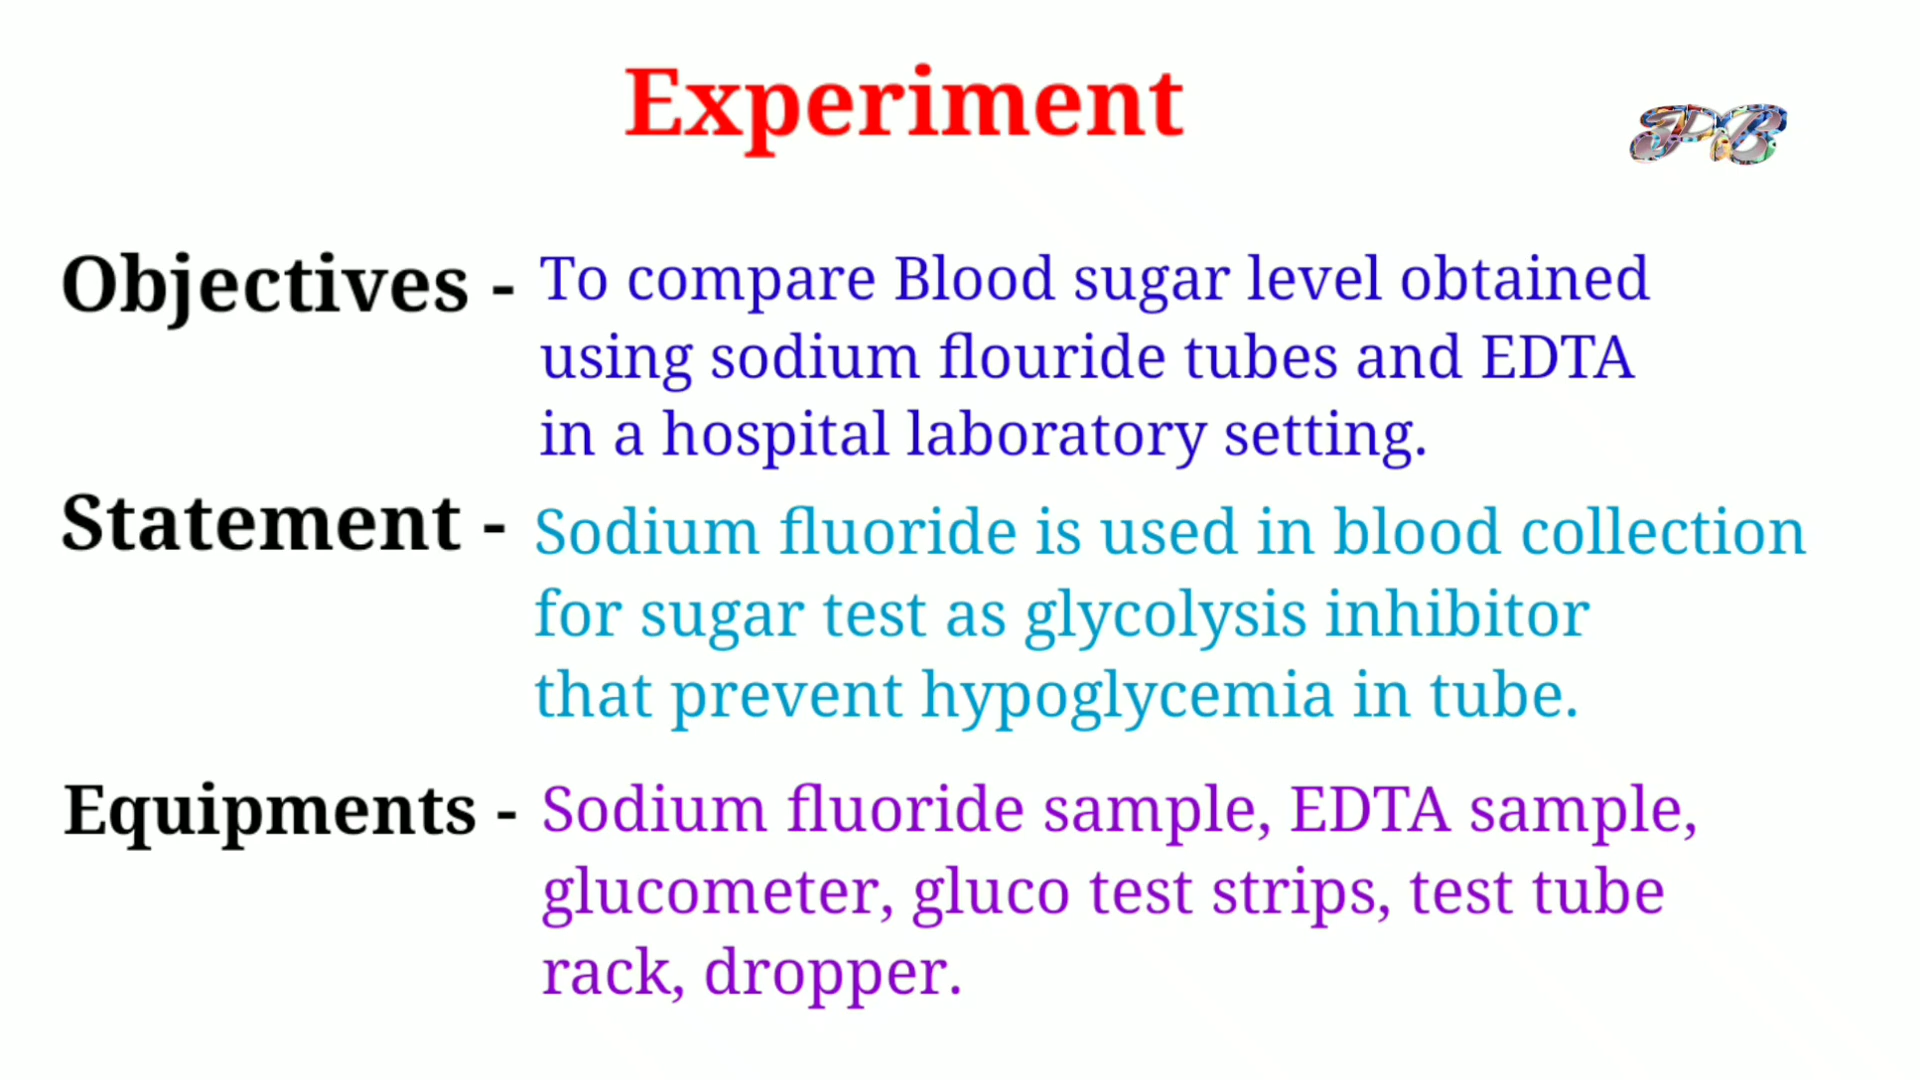 Experiment
PB
Objectives - To compare Blood sugar level obtained
using sodium flouride tubes and EDTA
in a hospital laboratory setting.
Statement - Sodium fluoride is used in blood collection
for sugar test as glycolysis inhibitor
that prevent hypoglycemia in tube.
Equipments - Sodium fluoride sample, EDTA sample,
glucometer, gluco test strips, test tube
rack, dropper.